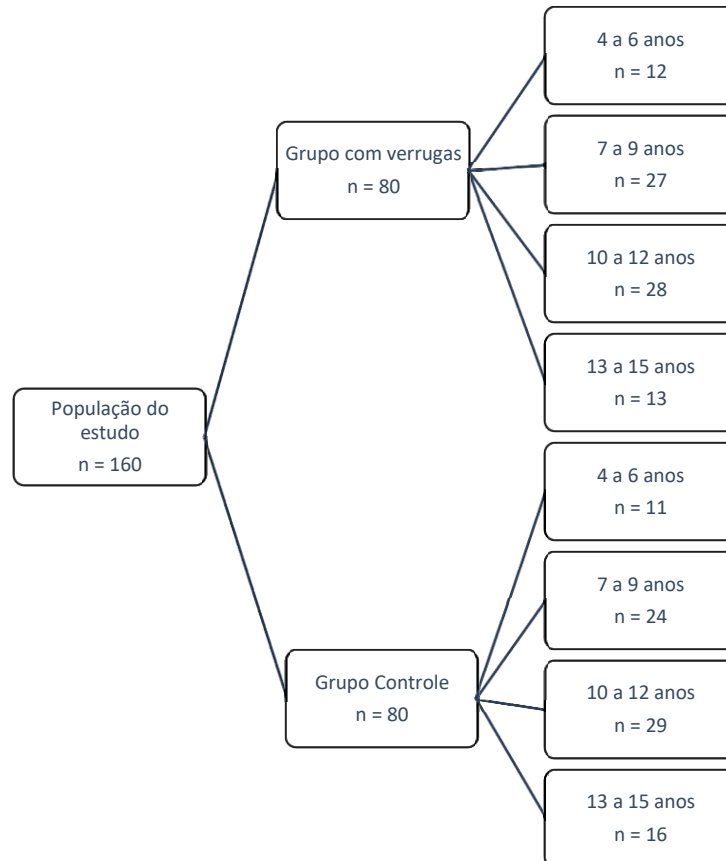 População do
estudo
n = 160
Grupo com verrugas
n = 80
4 a 6 anos
n = 12
7 a 9 anos
n = 27
10 a 12 anos
n = 28
13 a 15 anos
n = 13
Grupo Controle
n = 80
4 a 6 anos
n = 11
7 a 9 anos
n = 24
10 a 12 anos
n = 29
13 a 15 anos
n = 16